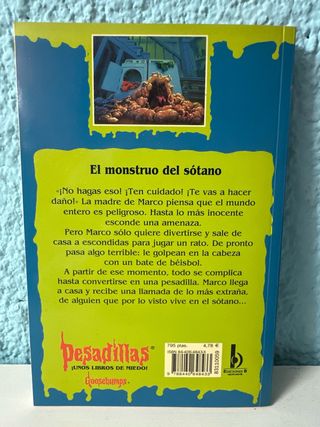 El monstruo del sótano
«¡No hagas eso! ¡Ten cuidado! ¡Te vas a hacer
daño!» La madre de Marco piensa que el mundo
entero es peligroso. Hasta lo más inocente
esconde una amenaza.
Pero Marco sólo quiere divertirse y sale de
casa a escondidas para jugar un rato. De pronto
pasa algo terrible: le golpean en la cabeza
con un bate de béisbol.
A partir de ese momento, todo se complica
hasta convertirse en una pesadilla. Marco llega
a casa y recibe una llamada de lo más extraña,
de alguien que por lo visto vive en el sótano...
Pesadillas
¡UNOS LIBROS DE MIEDO!
Goosebumps
795 ptas. 4,78 €